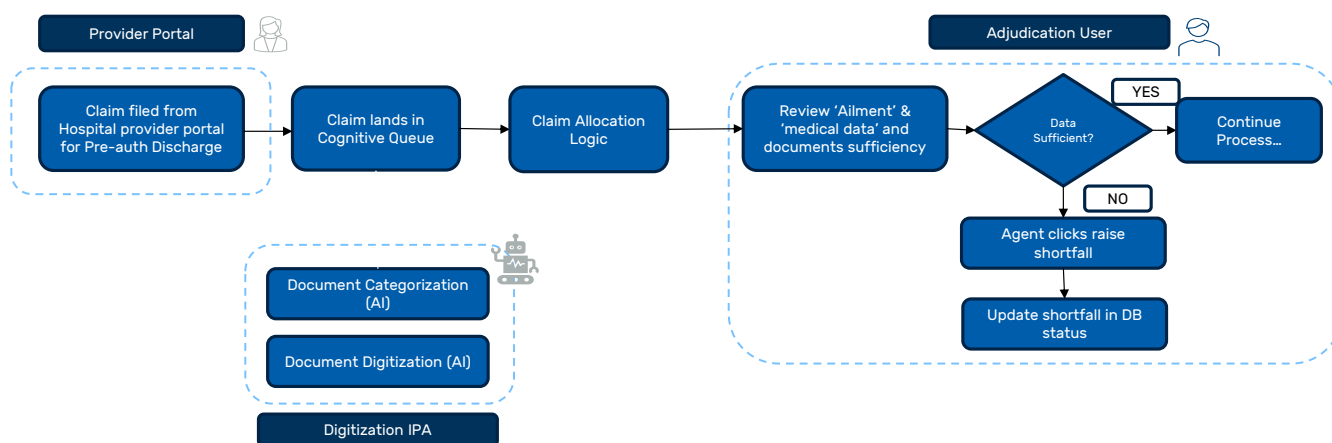 Provider Portal
Adjudication User
Claim filed from
Hospital provider portal
for Pre-auth Discharge
Claim lands in
Cognitive Queue
Claim Allocation
Logic
Review ‘Ailment’ &
‘medical data’ and
documents sufficiency
Data
Sufficient?
YES
Continue
Process…
NO
Agent clicks raise
shortfall
Update shortfall in DB
status
Document Categorization
(AI)
Document Digitization (AI)
Digitization IPA